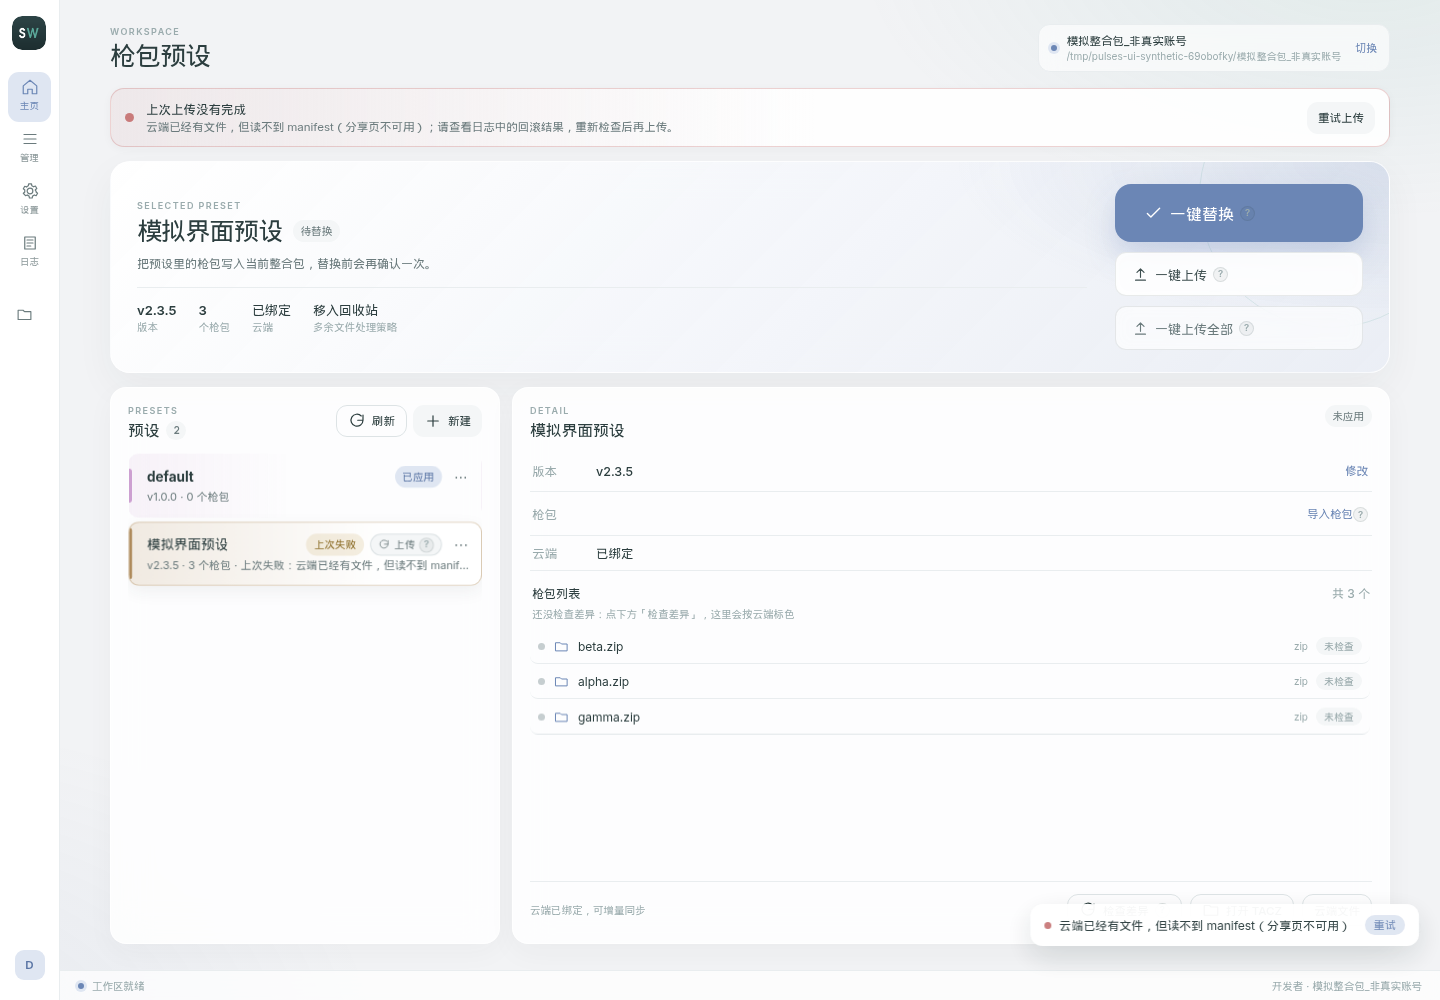 SW
主页
管理
设置
日志
D
WORKSPACE
枪包预设
模拟整合包_非真实账号
/tmp/pulses-ui-synthetic-69obofky/模拟整合包_非真实账号
切换
上次上传没有完成
云端已经有文件，但读不到 manifest（分享页不可用）；请查看日志中的回滚结果，重新检查后再上传。
重试上传
SELECTED PRESET
模拟界面预设
待替换
把预设里的枪包写入当前整合包，替换前会再确认一次。
v2.3.5
版本
3
个枪包
已绑定
云端
移入回收站
多余文件处理策略
一键替换 ?
一键上传 ?
一键上传全部 ?
PRESETS
预设 2
刷新
新建
default
已应用
...
v1.0.0 · 0 个枪包
模拟界面预设
上次失败
上传 ?
...
v2.3.5 · 3 个枪包 · 上次失败：云端已经有文件，但读不到 manif...
DETAIL
模拟界面预设
未应用
版本 v2.3.5 修改
枪包 导入枪包 ?
云端 已绑定
枪包列表 共 3 个
还没检查差异：点下方「检查差异」，这里会按云端标色
beta.zip zip 未检查
alpha.zip zip 未检查
gamma.zip zip 未检查
云端已绑定，可增量同步
云端已经有文件，但读不到 manifest（分享页不可用） 重试
工作区就绪
开发者 · 模拟整合包_非真实账号